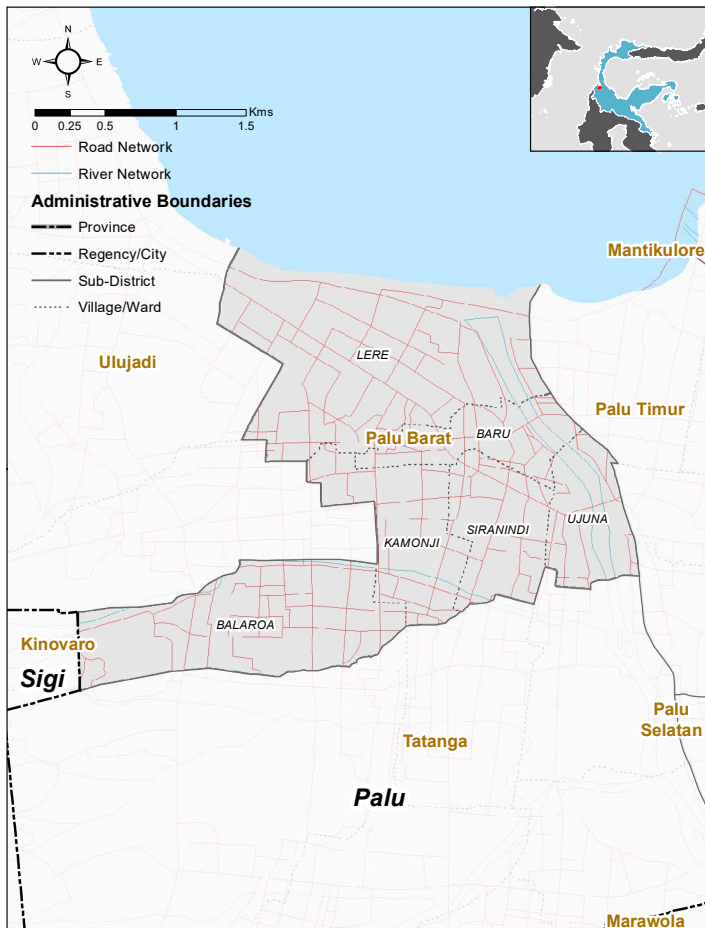 N
W E
S
Kms
0 0.25 0.5 1 1.5
Road Network
River Network
Administrative Boundaries
Province
Regency/City
Sub-District
Village/Ward
Mantikulore
Ulujadi
LERE
Palu Timur
Palu Barat
BARU
UJUNA
SIRANINDI
KAMONJI
BALAROA
Kinovaro
Sigi
Palu
Selatan
Tatanga
Palu
Marawola